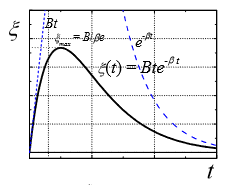 ξ
Bt
ξmax = B/βe
e^-βt
ξ(t) = Bte^-βt
t